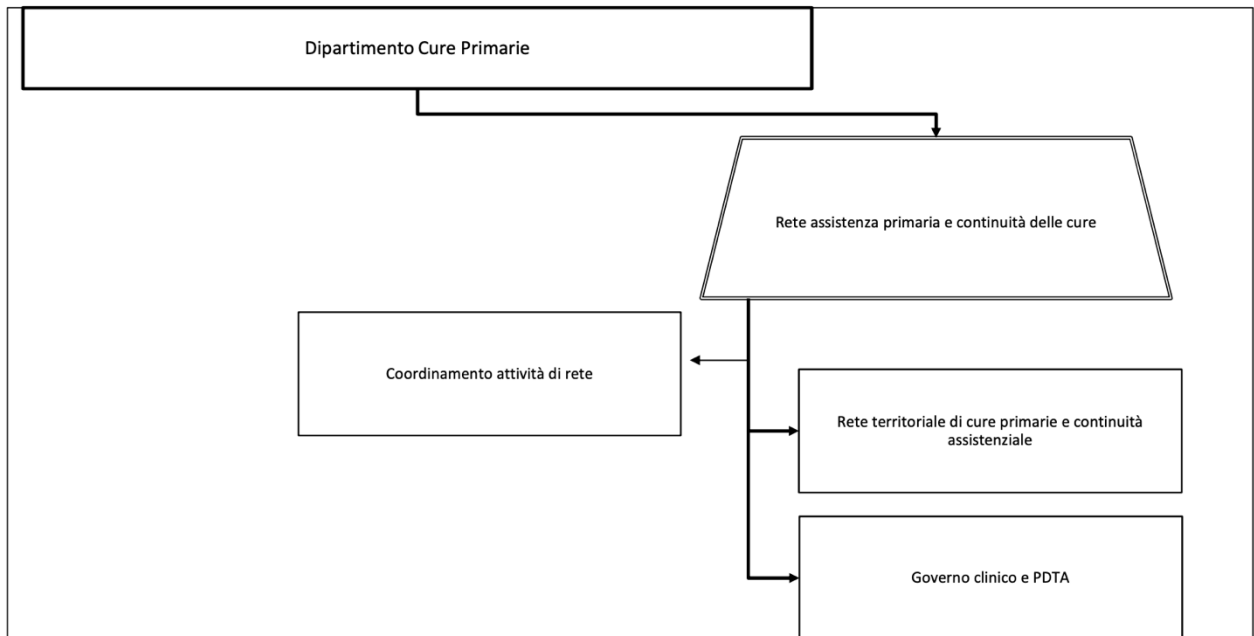 Dipartimento Cure Primarie
Rete assistenza primaria e continuità delle cure
Coordinamento attività di rete
Rete territoriale di cure primarie e continuità
assistenziale
Governo clinico e PDTA